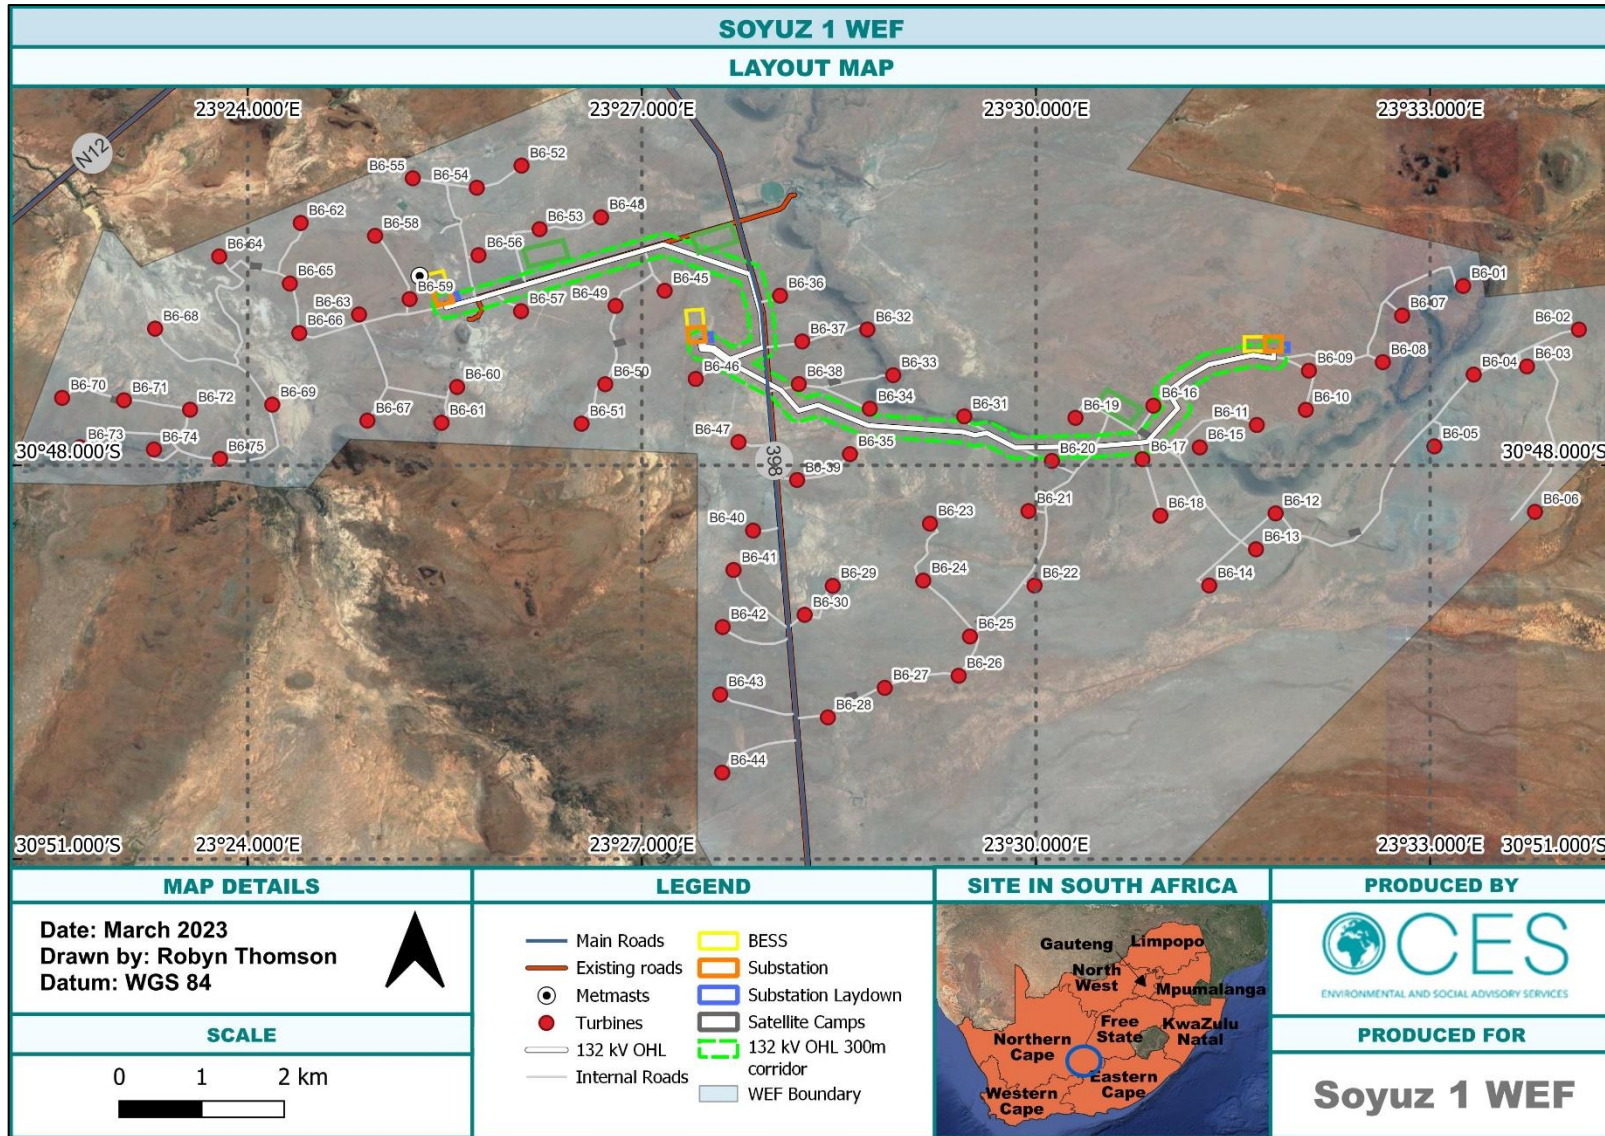 SOYUZ 1 WEF
LAYOUT MAP
23°24.000'E
23°27.000'E
23°30.000'E
23°33.000'E
N12
B6-52
B6-55
B6-54
B6-62
B6-58
B6-53
B6-48
B6-64
B6-56
B6-65
B6-59
B6-45
B6-36
B6-01
B6-63
B6-57
B6-49
B6-07
B6-68
B6-66
B6-37
B6-32
B6-02
B6-09
B6-08
B6-04
B6-03
B6-46
B6-38
B6-33
B6-70
B6-71
B6-60
B6-50
B6-72
B6-69
B6-34
B6-31
B6-19
B6-16
B6-10
B6-67
B6-61
B6-51
B6-11
B6-73
B6-74
B6-75
B6-47
B6-35
B6-20
B6-17
B6-15
B6-05
30°48.000'S
398
B6-39
30°48.000'S
B6-40
B6-23
B6-21
B6-18
B6-12
B6-06
B6-41
B6-13
B6-29
B6-24
B6-22
B6-14
B6-42
B6-30
B6-25
B6-43
B6-27
B6-26
B6-28
B6-44
30°51.000'S
23°24.000'E
23°27.000'E
23°30.000'E
23°33.000'E
30°51.000'S
MAP DETAILS
Date: March 2023
Drawn by: Robyn Thomson
Datum: WGS 84
SCALE
0 1 2 km
LEGEND
Main Roads
Existing roads
Metmasts
Turbines
132 kV OHL
Internal Roads
BESS
Substation
Substation Laydown
Satellite Camps
132 kV OHL 300m
corridor
WEF Boundary
SITE IN SOUTH AFRICA
Gauteng
Limpopo
North
West
Mpumalanga
Free
State
KwaZulu
Natal
Northern
Cape
Eastern
Cape
Western
Cape
PRODUCED BY
CES
ENVIRONMENTAL AND SOCIAL ADVISORY SERVICES
PRODUCED FOR
Soyuz 1 WEF